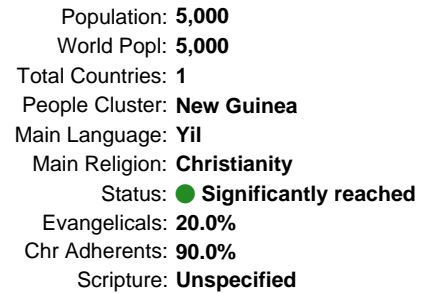 Population: 5,000
World Popl: 5,000
Total Countries: 1
People Cluster: New Guinea
Main Language: Yil
Main Religion: Christianity
Status: Significantly reached
Evangelicals: 20.0%
Chr Adherents: 90.0%
Scripture: Unspecified